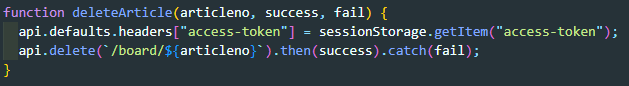 function deleteArticle(articleno, success, fail) {
  api.defaults.headers["access-token"] = sessionStorage.getItem("access-token");
  api.delete(`/board/${articleno}`).then(success).catch(fail);
}